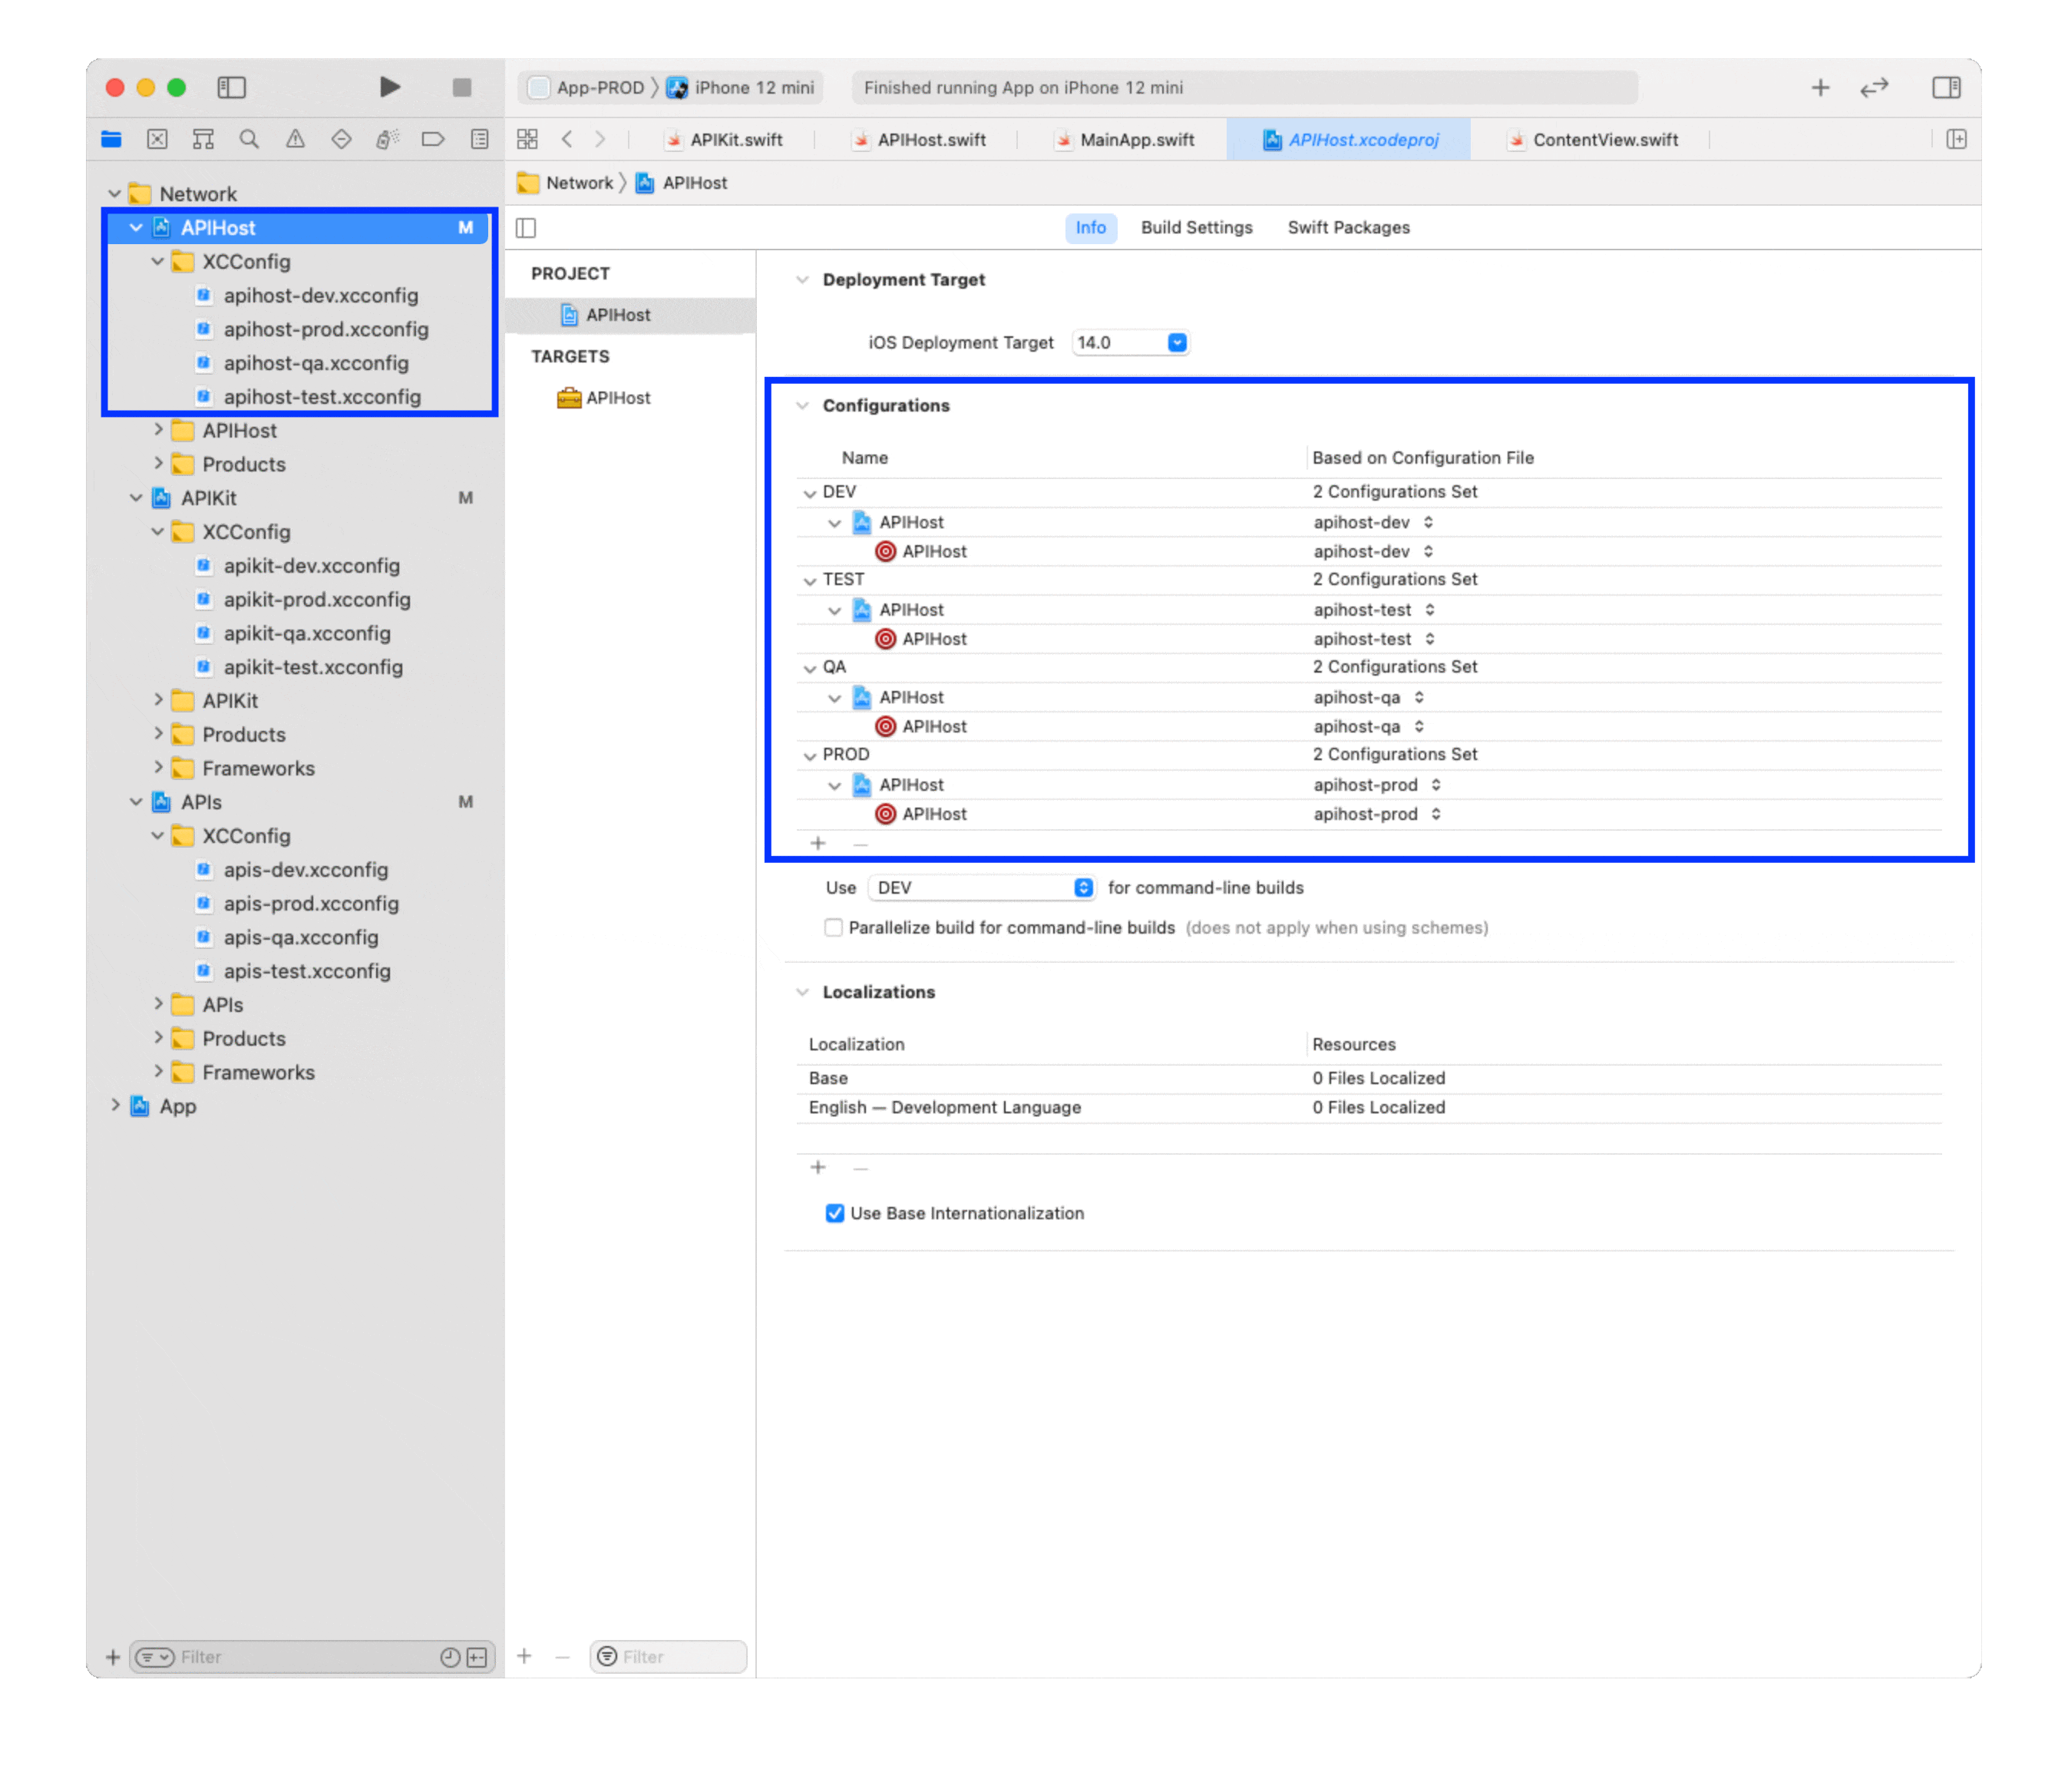 App-PROD 〉 iPhone 12 mini
Finished running App on iPhone 12 mini
APIKit.swift
APIHost.swift
MainApp.swift
APIHost.xcodeproj
ContentView.swift
Network 〉 APIHost
Info
Build Settings
Swift Packages
Network
APIHost M
XCConfig
apihost-dev.xcconfig
apihost-prod.xcconfig
apihost-qa.xcconfig
apihost-test.xcconfig
APIHost
Products
APIKit M
XCConfig
apikit-dev.xcconfig
apikit-prod.xcconfig
apikit-qa.xcconfig
apikit-test.xcconfig
APIKit
Products
Frameworks
APIs M
XCConfig
apis-dev.xcconfig
apis-prod.xcconfig
apis-qa.xcconfig
apis-test.xcconfig
APIs
Products
Frameworks
App
Filter
PROJECT
APIHost
TARGETS
APIHost
Filter
Deployment Target
iOS Deployment Target 14.0
Configurations
Name Based on Configuration File
DEV 2 Configurations Set
APIHost apihost-dev
APIHost apihost-dev
TEST 2 Configurations Set
APIHost apihost-test
APIHost apihost-test
QA 2 Configurations Set
APIHost apihost-qa
APIHost apihost-qa
PROD 2 Configurations Set
APIHost apihost-prod
APIHost apihost-prod
Use DEV for command-line builds
Parallelize build for command-line builds (does not apply when using schemes)
Localizations
Localization Resources
Base 0 Files Localized
English — Development Language 0 Files Localized
Use Base Internationalization